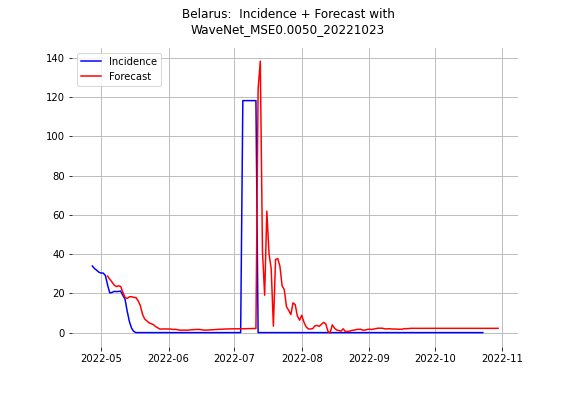 Belarus:  Incidence + Forecast with
WaveNet_MSE0.0050_20221023
Incidence
Forecast
140
120
100
80
60
40
20
0
2022-05 2022-06 2022-07 2022-08 2022-09 2022-10 2022-11